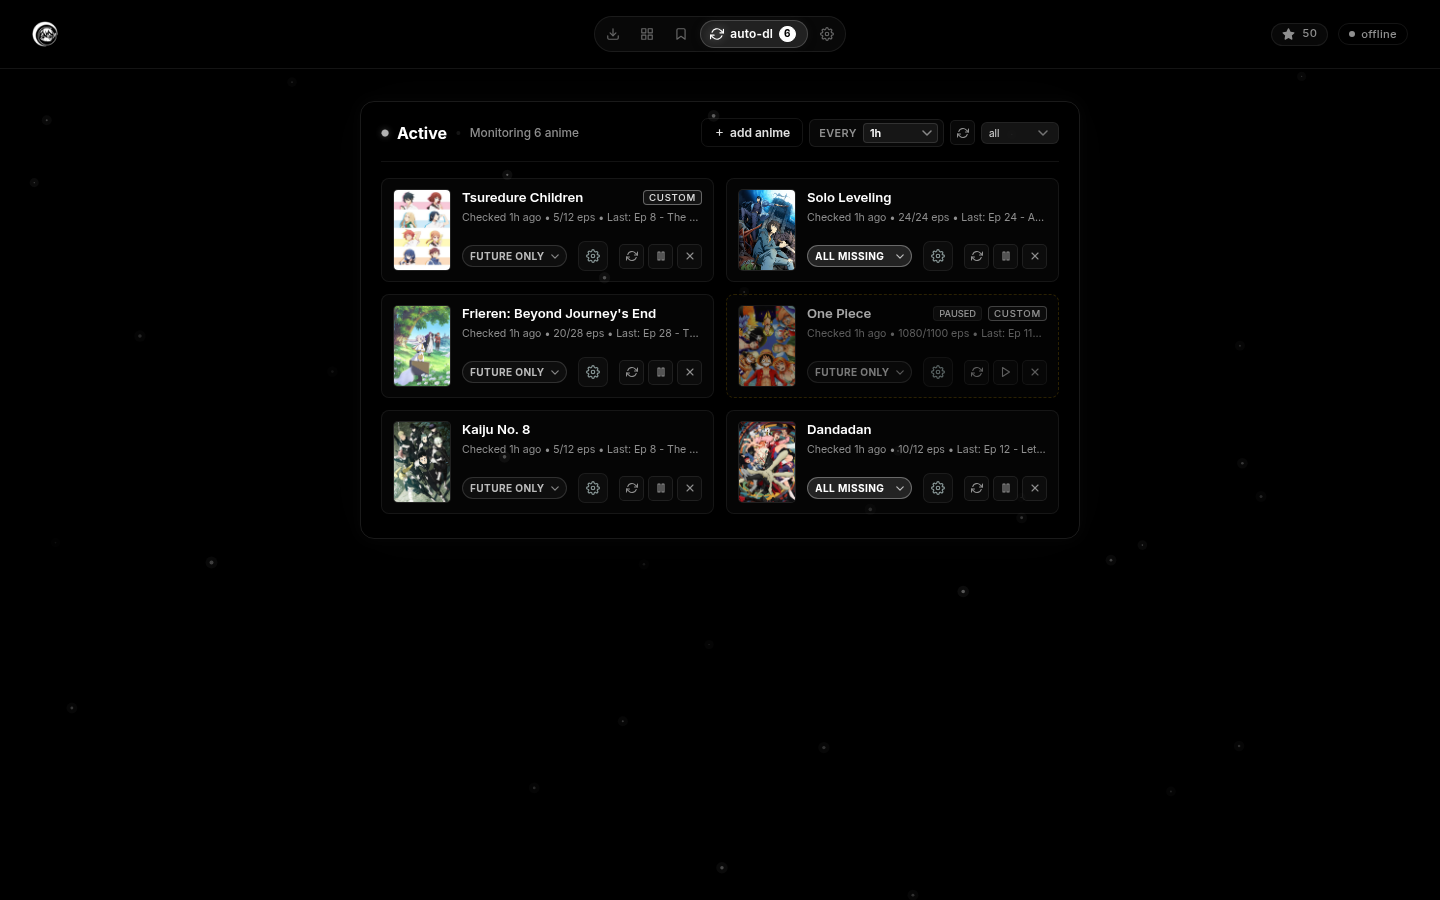 auto-dl 6
50
offline
Active • Monitoring 6 anime
+ add anime
EVERY 1h
all
Tsuredure Children
CUSTOM
Checked 1h ago • 5/12 eps • Last: Ep 8 - The ...
FUTURE ONLY
Solo Leveling
Checked 1h ago • 24/24 eps • Last: Ep 24 - A...
ALL MISSING
Frieren: Beyond Journey's End
Checked 1h ago • 20/28 eps • Last: Ep 28 - T...
FUTURE ONLY
One Piece
PAUSED
CUSTOM
Checked 1h ago • 1080/1100 eps • Last: Ep 11...
FUTURE ONLY
Kaiju No. 8
Checked 1h ago • 5/12 eps • Last: Ep 8 - The ...
FUTURE ONLY
Dandadan
Checked 1h ago • 10/12 eps • Last: Ep 12 - Let...
ALL MISSING